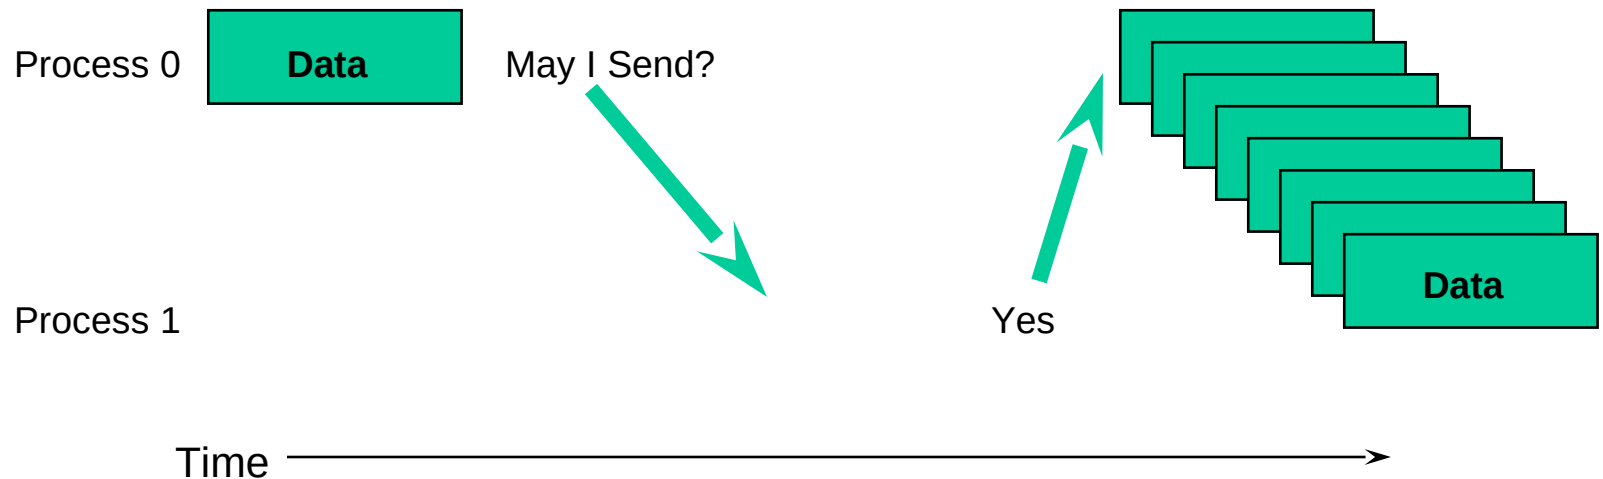 Process 0
Data
May I Send?
Data
Process 1
Yes
Time